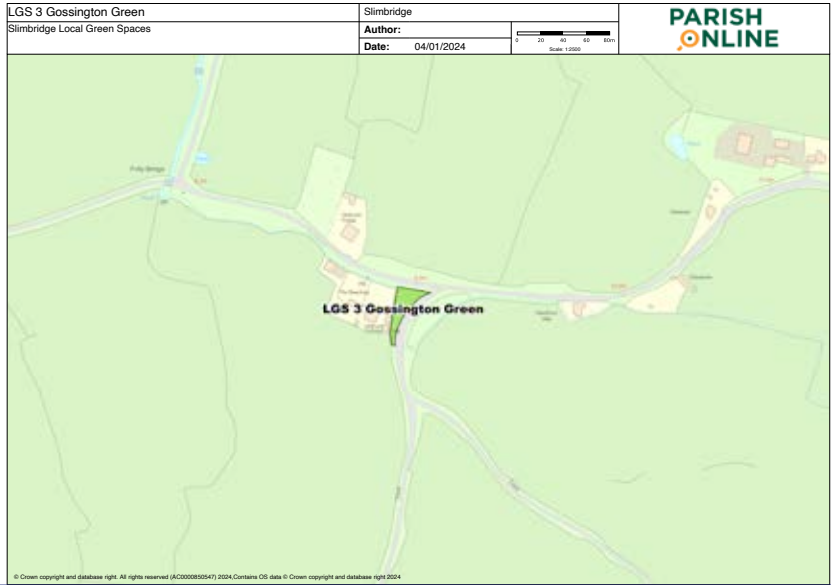 LGS 3 Gossington Green
Slimbridge Local Green Spaces
Slimbridge
Author:
Date: 04/01/2024
0 20 40 60 80m
Scale: 1:2500
PARISH
ONLINE
LGS 3 Gossington Green
© Crown copyright and database right. All rights reserved (AC0000850547) 2024,Contains OS data © Crown copyright and database right 2024